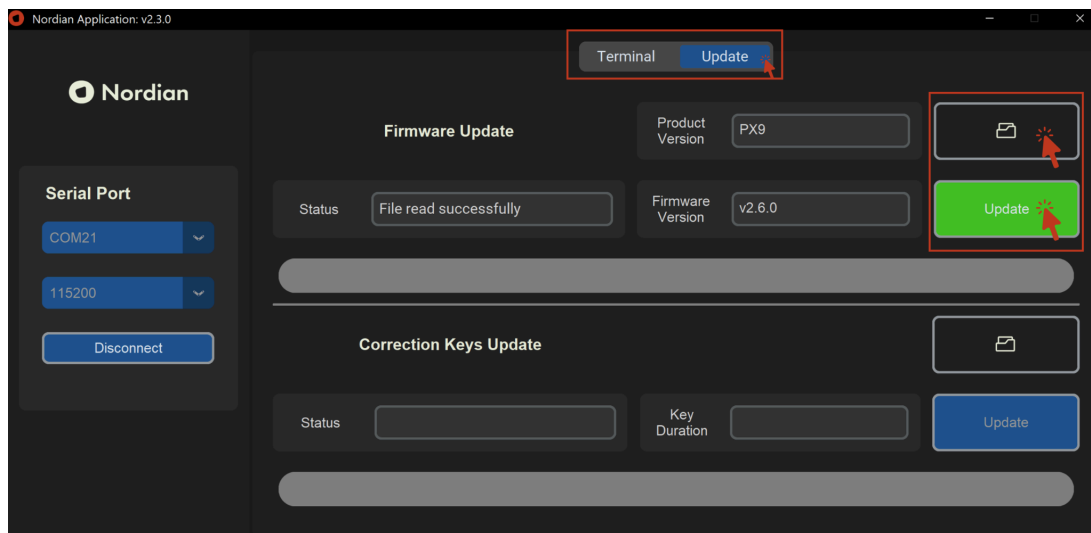 Nordian Application: v2.3.0
Terminal
Update
Nordian
Firmware Update
Product
Version
PX9
Serial Port
COM21
115200
Disconnect
Status
File read successfully
Firmware
Version
v2.6.0
Update
Correction Keys Update
Status
Key
Duration
Update